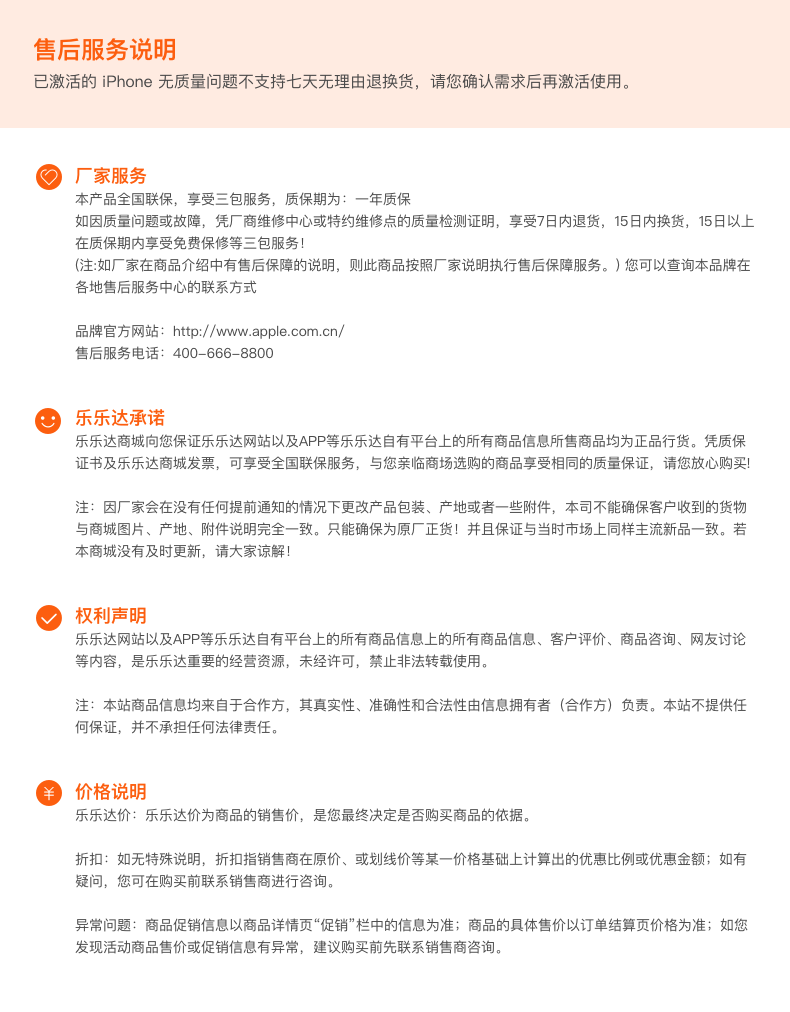 售后服务说明
已激活的 iPhone 无质量问题不支持七天无理由退换货，请您确认需求后再激活使用。
厂家服务
本产品全国联保，享受三包服务，质保期为：一年质保
如因质量问题或故障，凭厂商维修中心或特约维修点的质量检测证明，享受7日内退货，15日内换货，15日以上
在质保期内享受免费保修等三包服务！
(注:如厂家在商品介绍中有售后保障的说明，则此商品按照厂家说明执行售后保障服务。) 您可以查询本品牌在
各地售后服务中心的联系方式
品牌官方网站：http://www.apple.com.cn/
售后服务电话：400-666-8800
乐乐达承诺
乐乐达商城向您保证乐乐达网站以及APP等乐乐达自有平台上的所有商品信息所售商品均为正品行货。凭质保
证书及乐乐达商城发票，可享受全国联保服务，与您亲临商场选购的商品享受相同的质量保证，请您放心购买!
注：因厂家会在没有任何提前通知的情况下更改产品包装、产地或者一些附件，本司不能确保客户收到的货物
与商城图片、产地、附件说明完全一致。只能确保为原厂正货！并且保证与当时市场上同样主流新品一致。若
本商城没有及时更新，请大家谅解！
权利声明
乐乐达网站以及APP等乐乐达自有平台上的所有商品信息上的所有商品信息、客户评价、商品咨询、网友讨论
等内容，是乐乐达重要的经营资源，未经许可，禁止非法转载使用。
注：本站商品信息均来自于合作方，其真实性、准确性和合法性由信息拥有者（合作方）负责。本站不提供任
何保证，并不承担任何法律责任。
¥ 价格说明
乐乐达价：乐乐达价为商品的销售价，是您最终决定是否购买商品的依据。
折扣：如无特殊说明，折扣指销售商在原价、或划线价等某一价格基础上计算出的优惠比例或优惠金额；如有
疑问，您可在购买前联系销售商进行咨询。
异常问题：商品促销信息以商品详情页“促销”栏中的信息为准；商品的具体售价以订单结算页价格为准；如您
发现活动商品售价或促销信息有异常，建议购买前先联系销售商咨询。